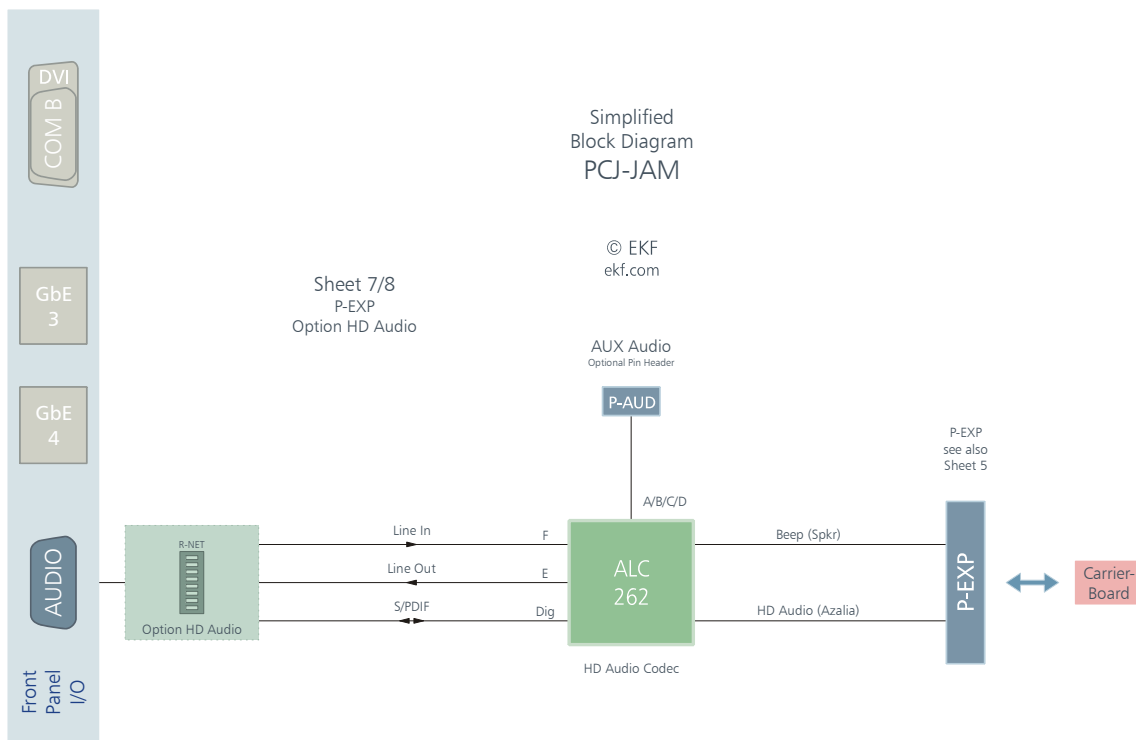 DVI
COM B
Simplified
Block Diagram
PCJ-JAM
© EKF
ekf.com
GbE
3
Sheet 7/8
P-EXP
Option HD Audio
AUX Audio
Optional Pin Header
P-AUD
GbE
4
P-EXP
see also
Sheet 5
A/B/C/D
AUDIO
R-NET
Option HD Audio
Line In
F
Line Out
E
S/PDIF
Dig
ALC
262
HD Audio Codec
Beep (Spkr)
HD Audio (Azalia)
P-EXP
Carrier-
Board
Front
Panel
I/O